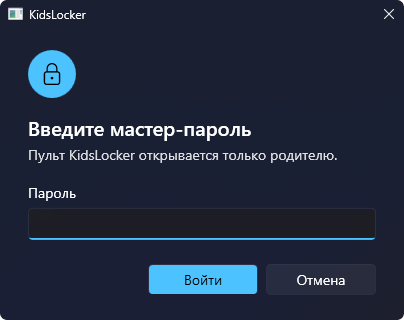 KidsLocker
Введите мастер-пароль
Пульт KidsLocker открывается только родителю.
Пароль
Войти
Отмена